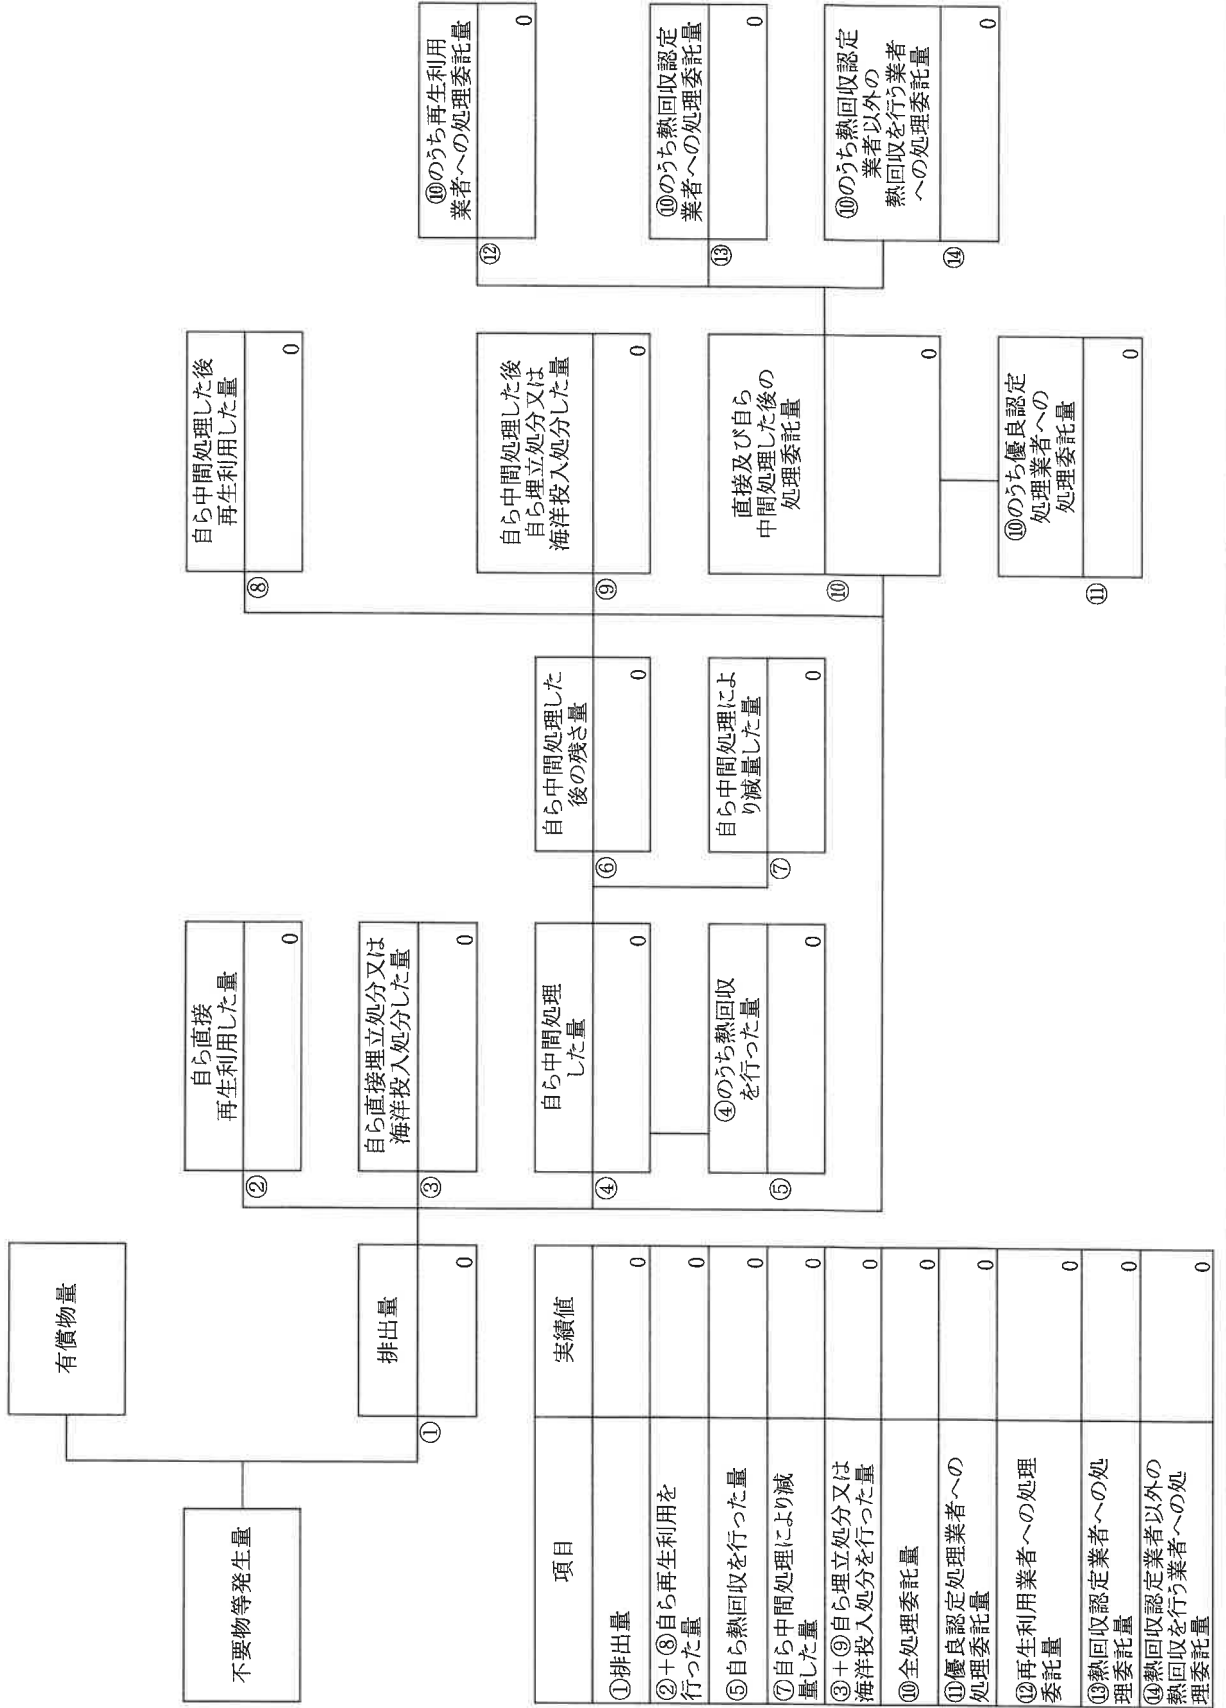 不要物等発生量
有償物量
①
排出量
0
②
自ら直接
再生利用した量
0
③
自ら直接埋立処分又は
海洋投入処分した量
0
④
自ら中間処理
した量
0
⑤
④のうち熱回収
を行った量
0
⑥
自ら中間処理した
後の残さ量
0
⑦
自ら中間処理によ
り減量した量
0
⑧
自ら中間処理した後
再生利用した量
0
⑨
自ら中間処理した後
自ら埋立処分又は
海洋投入処分した量
0
⑩
直接及び自ら
中間処理した後の
処理委託量
0
⑪
⑩のうち優良認定
処理業者への
処理委託量
0
⑫
⑩のうち再生利用
業者への処理委託量
0
⑬
⑩のうち熱回収認定
業者への処理委託量
0
⑭
⑩のうち熱回収認定
業者以外の
熱回収を行う業者
への処理委託量
0
項目 実績値
①排出量 0
②+⑧自ら再生利用を
行った量 0
⑤自ら熱回収を行った量 0
⑦自ら中間処理により減
量した量 0
③+⑨自ら埋立処分又は
海洋投入処分を行った量 0
⑩全処理委託量 0
⑪優良認定処理業者への
処理委託量 0
⑫再生利用業者への処理
委託量 0
⑬熱回収認定業者への処
理委託量 0
⑭熱回収認定業者以外の
熱回収を行う業者への処
理委託量 0